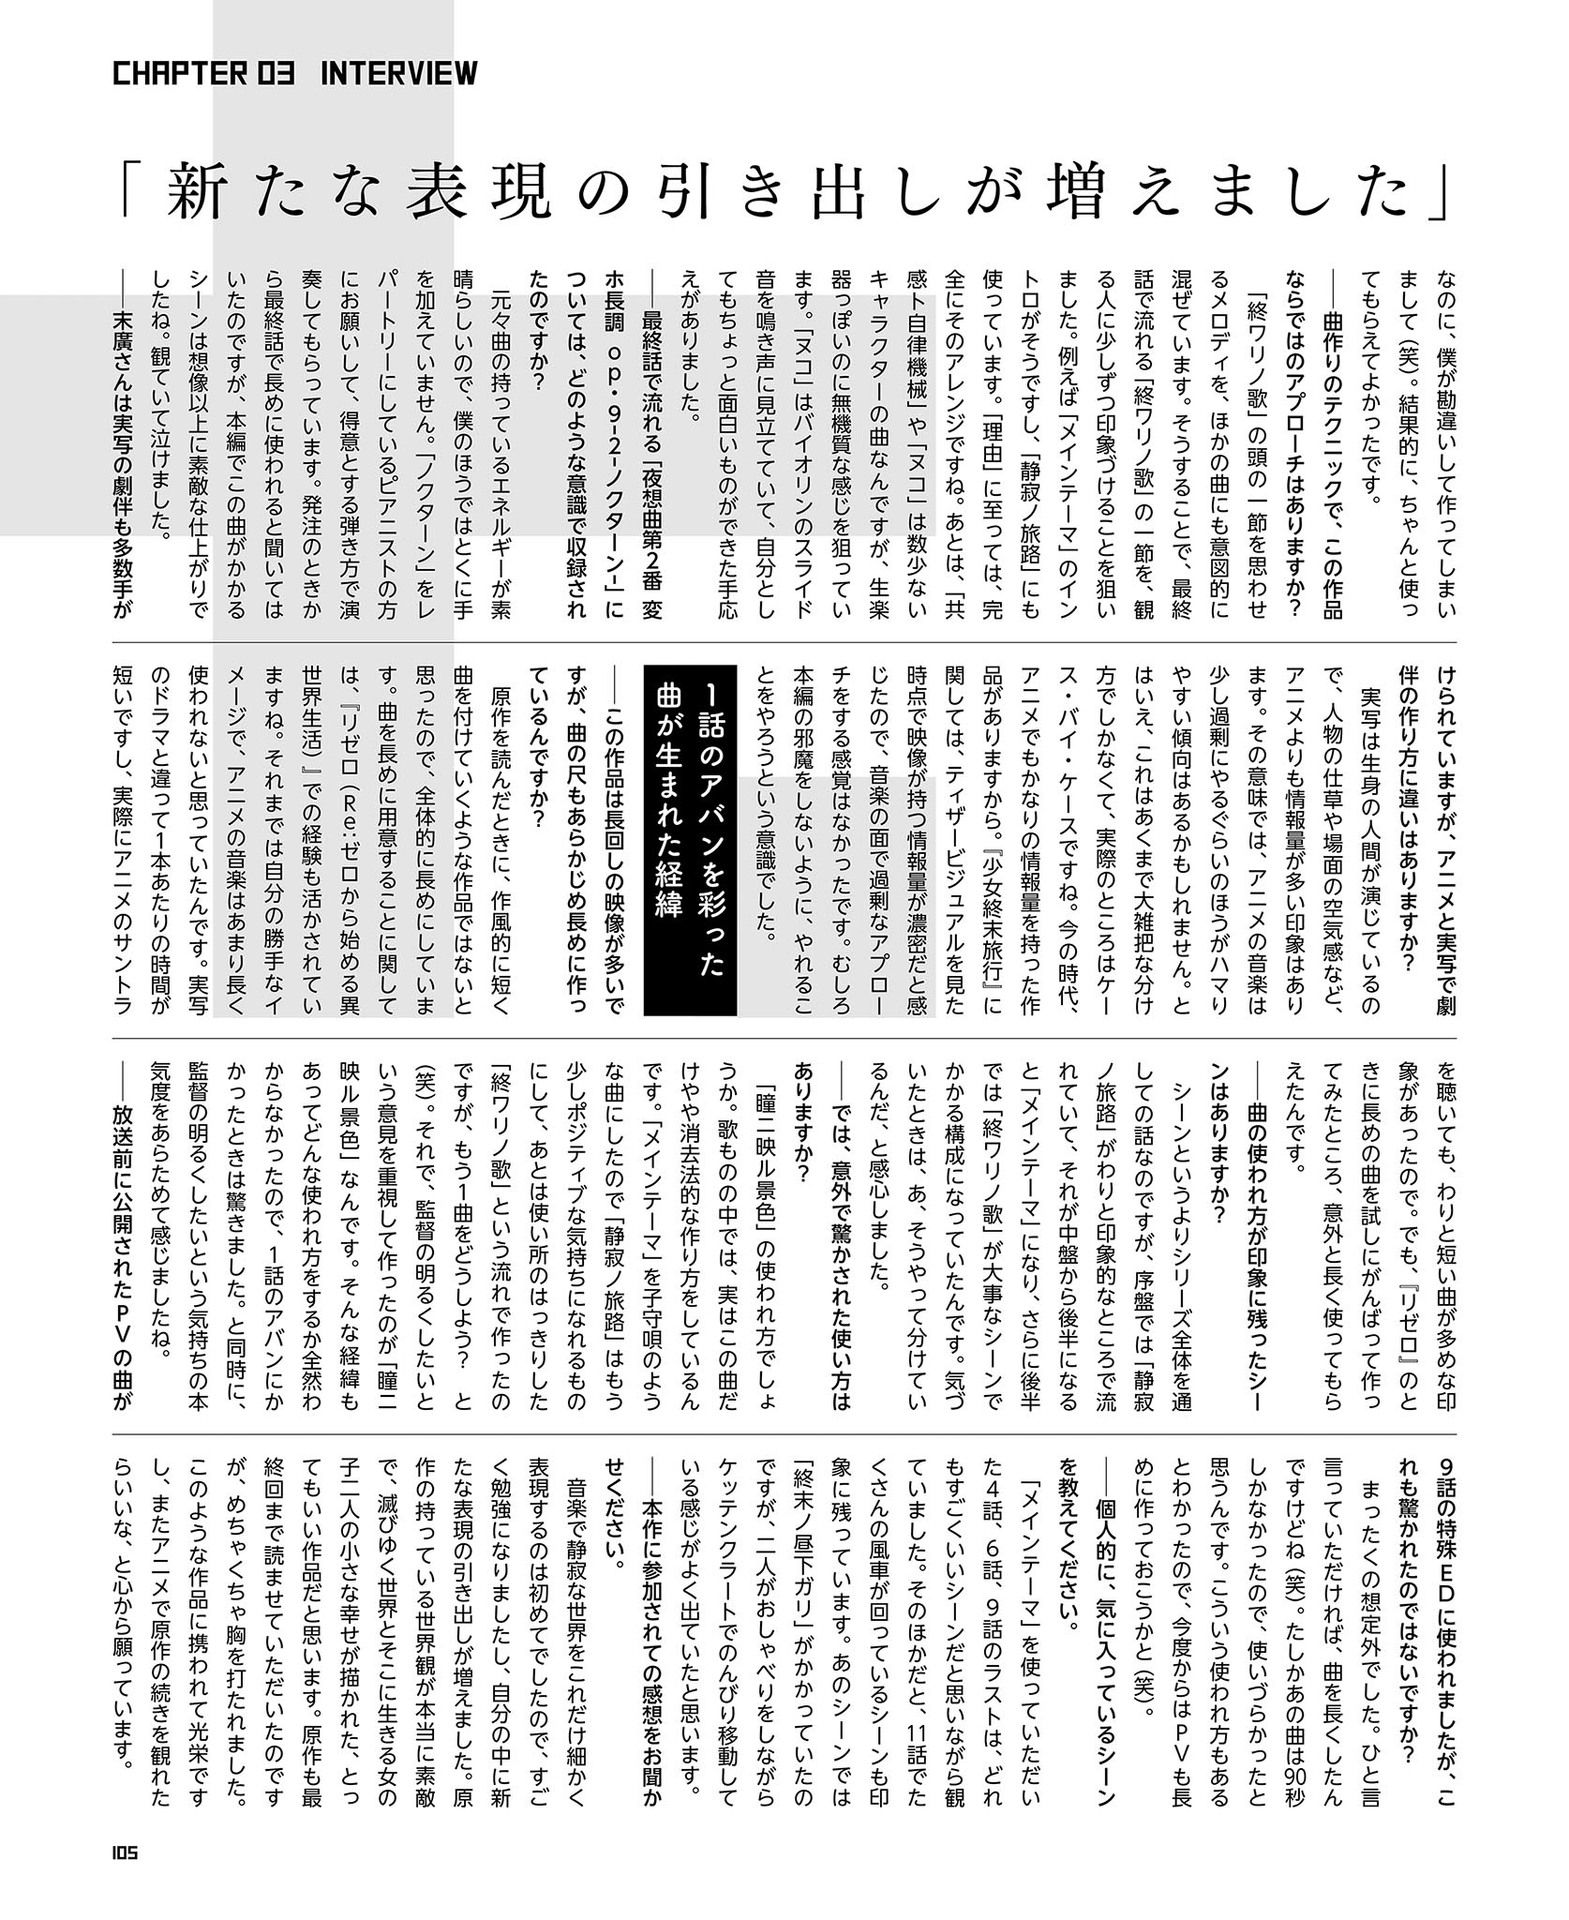 CHAPTER 03 INTERVIEW
「新たな表現の引き出しが増えました」
なのに、僕が勘違いして作ってしまい
まして（笑）。結果的に、ちゃんと使っ
てもらえてよかったです。
――曲作りのテクニックで、この作品
ならではのアプローチはありますか？
「終ワリノ歌」の頭の一節を思わせ
るメロディを、ほかの曲にも意図的に
混ぜています。そうすることで、最終
話で流れる「終ワリノ歌」の一節を、観
る人に少しずつ印象づけることを狙い
ました。例えば「メインテーマ」のイン
トロがそうですし、「静寂ノ旅路」にも
使っています。「理由」に至っては、完
全にそのアレンジですね。あとは、「共
感ト自律機械」や「ヌコ」は数少ない
キャラクターの曲なんですが、生楽
器っぽいのに無機質な感じを狙ってい
ます。「ヌコ」はバイオリンのスライド
音を鳴き声に見立てていて、自分とし
てもちょっと面白いものができた手応
えがありました。
――最終話で流れる「夜想曲第2番 変
ホ長調 op・9-2-ノクターン-」に
ついては、どのような意識で収録され
たのですか？
元々曲の持っているエネルギーが素
晴らしいので、僕のほうではとくに手
を加えていません。「ノクターン」をレ
パートリーにしているピアニストの方
にお願いして、得意とする弾き方で演
奏してもらっています。発注のときか
ら最終話で長めに使われると聞いては
いたのですが、本編でこの曲がかかる
シーンは想像以上に素敵な仕上がりで
したね。観ていて泣けました。
――末廣さんは実写の劇伴も多数手が
けられていますが、アニメと実写で劇
伴の作り方に違いはありますか？
実写は生身の人間が演じているの
で、人物の仕草や場面の空気感など、
アニメよりも情報量が多い印象はあり
ます。その意味では、アニメの音楽は
少し過剰にやるぐらいのほうがハマり
やすい傾向はあるかもしれません。と
はいえ、これはあくまで大雑把な分け
方でしかなくて、実際のところはケー
ス・バイ・ケースですね。今の時代、
アニメでもかなりの情報量を持った作
品がありますから。『少女終末旅行』に
関しては、ティザービジュアルを見た
時点で映像が持つ情報量が濃密だと感
じたので、音楽の面で過剰なアプロー
チをする感覚はなかったです。むしろ
本編の邪魔をしないように、やれるこ
とをやろうという意識でした。
1話のアバンを彩った
曲が生まれた経緯
――この作品は長回しの映像が多いで
すが、曲の尺もあらかじめ長めに作っ
ているんですか？
原作を読んだときに、作風的に短く
曲を付けていくような作品ではないと
思ったので、全体的に長めにしていま
す。曲を長めに用意することに関して
は、『リゼロ（Re:ゼロから始める異
世界生活）』での経験も活かされてい
ますね。それまでは自分の勝手なイ
メージで、アニメの音楽はあまり長く
使われないと思っていたんです。実写
のドラマと違って1本あたりの時間が
短いですし、実際にアニメのサントラ
を聴いても、わりと短い曲が多めな印
象があったので。でも、『リゼロ』のと
きに長めの曲を試しにがんばって作っ
てみたところ、意外と長く使ってもら
えたんです。
――曲の使われ方が印象に残ったシー
ンはありますか？
シーンというよりシリーズ全体を通
しての話なのですが、序盤では「静寂
ノ旅路」がわりと印象的なところで流
れていて、それが中盤から後半になる
と「メインテーマ」になり、さらに後半
では「終ワリノ歌」が大事なシーンで
かかる構成になっていたんです。気づ
いたときは、あ、そうやって分けてい
るんだ、と感心しました。
――では、意外で驚かされた使い方は
ありますか？
「瞳ニ映ル景色」の使われ方でしょ
うか。歌ものの中では、実はこの曲だ
けやや消去法的な作り方をしているん
です。「メインテーマ」を子守唄のよう
な曲にしたので「静寂ノ旅路」はもう
少しポジティブな気持ちになれるもの
にして、あとは使い所のはっきりした
「終ワリノ歌」という流れで作ったの
ですが、もう1曲をどうしよう？ と
（笑）。それで、監督の明るくしたいと
いう意見を重視して作ったのが「瞳ニ
映ル景色」なんです。そんな経緯も
あってどんな使われ方をするか全然わ
からなかったので、1話のアバンにか
かったときは驚きました。と同時に、
監督の明るくしたいという気持ちの本
気度をあらためて感じましたね。
――放送前に公開されたPVの曲が
9話の特殊EDに使われましたが、こ
れも驚かれたのではないですか？
まったくの想定外でした。ひと言
言っていただければ、曲を長くしたん
ですけどね（笑）。たしかあの曲は90秒
しかなかったので、使いづらかったと
思うんです。こういう使われ方もある
とわかったので、今度からはPVも長
めに作っておこうかと（笑）。
――個人的に、気に入っているシーン
を教えてください。
「メインテーマ」を使っていただい
た4話、6話、9話のラストは、どれ
もすごくいいシーンだと思いながら観
ていました。そのほかだと、11話でた
くさんの風車が回っているシーンも印
象に残っています。あのシーンでは
「終末ノ昼下ガリ」がかかっていたの
ですが、二人がおしゃべりをしながら
ケッテンクラートでのんびり移動して
いる感じがよく出ていたと思います。
――本作に参加されての感想をお聞か
せください。
音楽で静寂な世界をこれだけ細かく
表現するのは初めてでしたので、すご
く勉強になりましたし、自分の中に新
たな表現の引き出しが増えました。原
作の持っている世界観が本当に素敵
で、滅びゆく世界とそこに生きる女の
子二人の小さな幸せが描かれた、とっ
てもいい作品だと思います。原作も最
終回まで読ませていただいたのです
が、めちゃくちゃ胸を打たれました。
このような作品に携われて光栄です
し、またアニメで原作の続きを観れた
らいいな、と心から願っています。
105